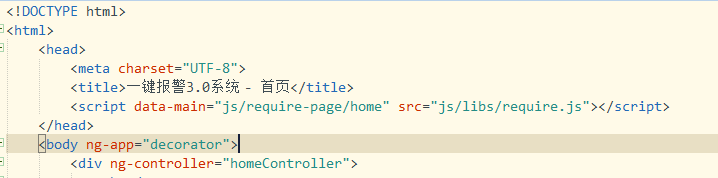 <!DOCTYPE html>
<html>
<head>
<meta charset="UTF-8">
<title>一键报警3.0系统 - 首页</title>
<script data-main="js/require-page/home" src="js/libs/require.js"></script>
</head>
<body ng-app="decorator">
<div ng-controller="homeController">